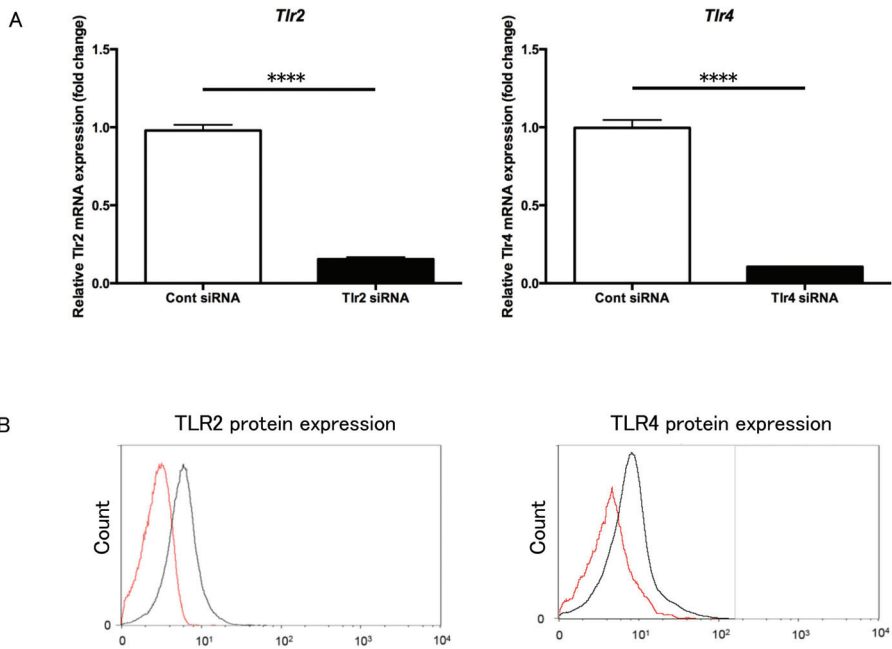 A
Tlr2
Relative Tlr2 mRNA expression (fold change)
1.5
1.0
0.5
0.0
****
Cont siRNA
Tlr2 siRNA
Tlr4
Relative Tlr4 mRNA expression (fold change)
1.5
1.0
0.5
0.0
****
Cont siRNA
Tlr4 siRNA
B
TLR2 protein expression
Count
0
0
10¹
10²
10³
10⁴
TLR4 protein expression
Count
0
0
10¹
10²
10³
10⁴